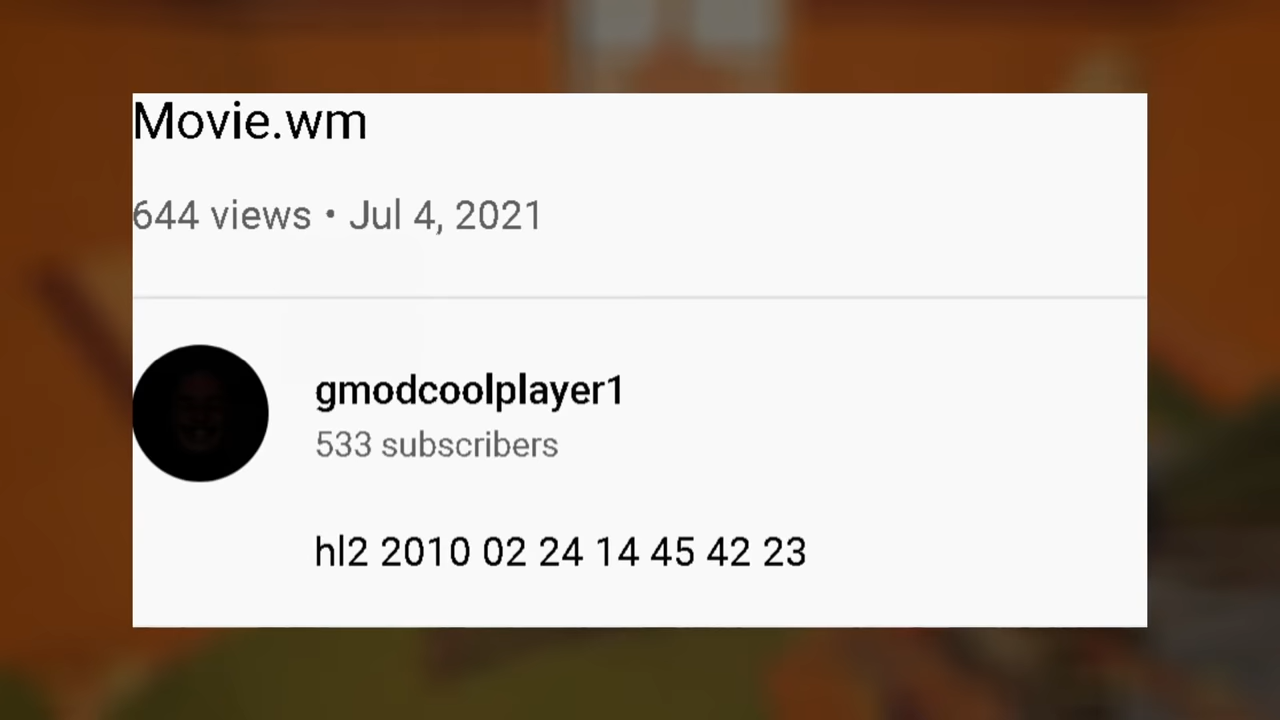 Movie.wm
644 views • Jul 4, 2021
gmodcoolplayer1
533 subscribers
hl2 2010 02 24 14 45 42 23